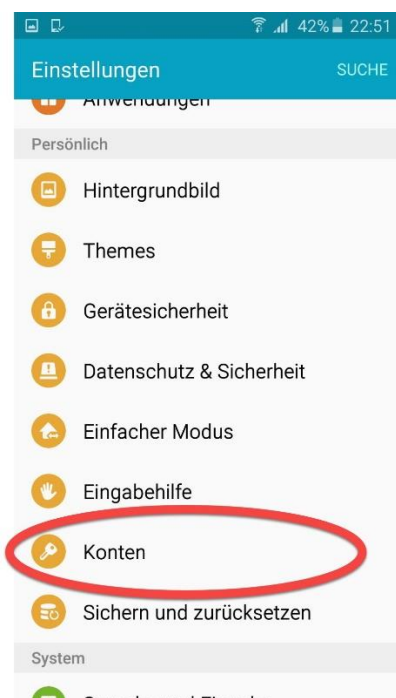 42% 22:51
Einstellungen SUCHE
Anwendungen
Persönlich
Hintergrundbild
Themes
Gerätesicherheit
Datenschutz & Sicherheit
Einfacher Modus
Eingabehilfe
Konten
Sichern und zurücksetzen
System